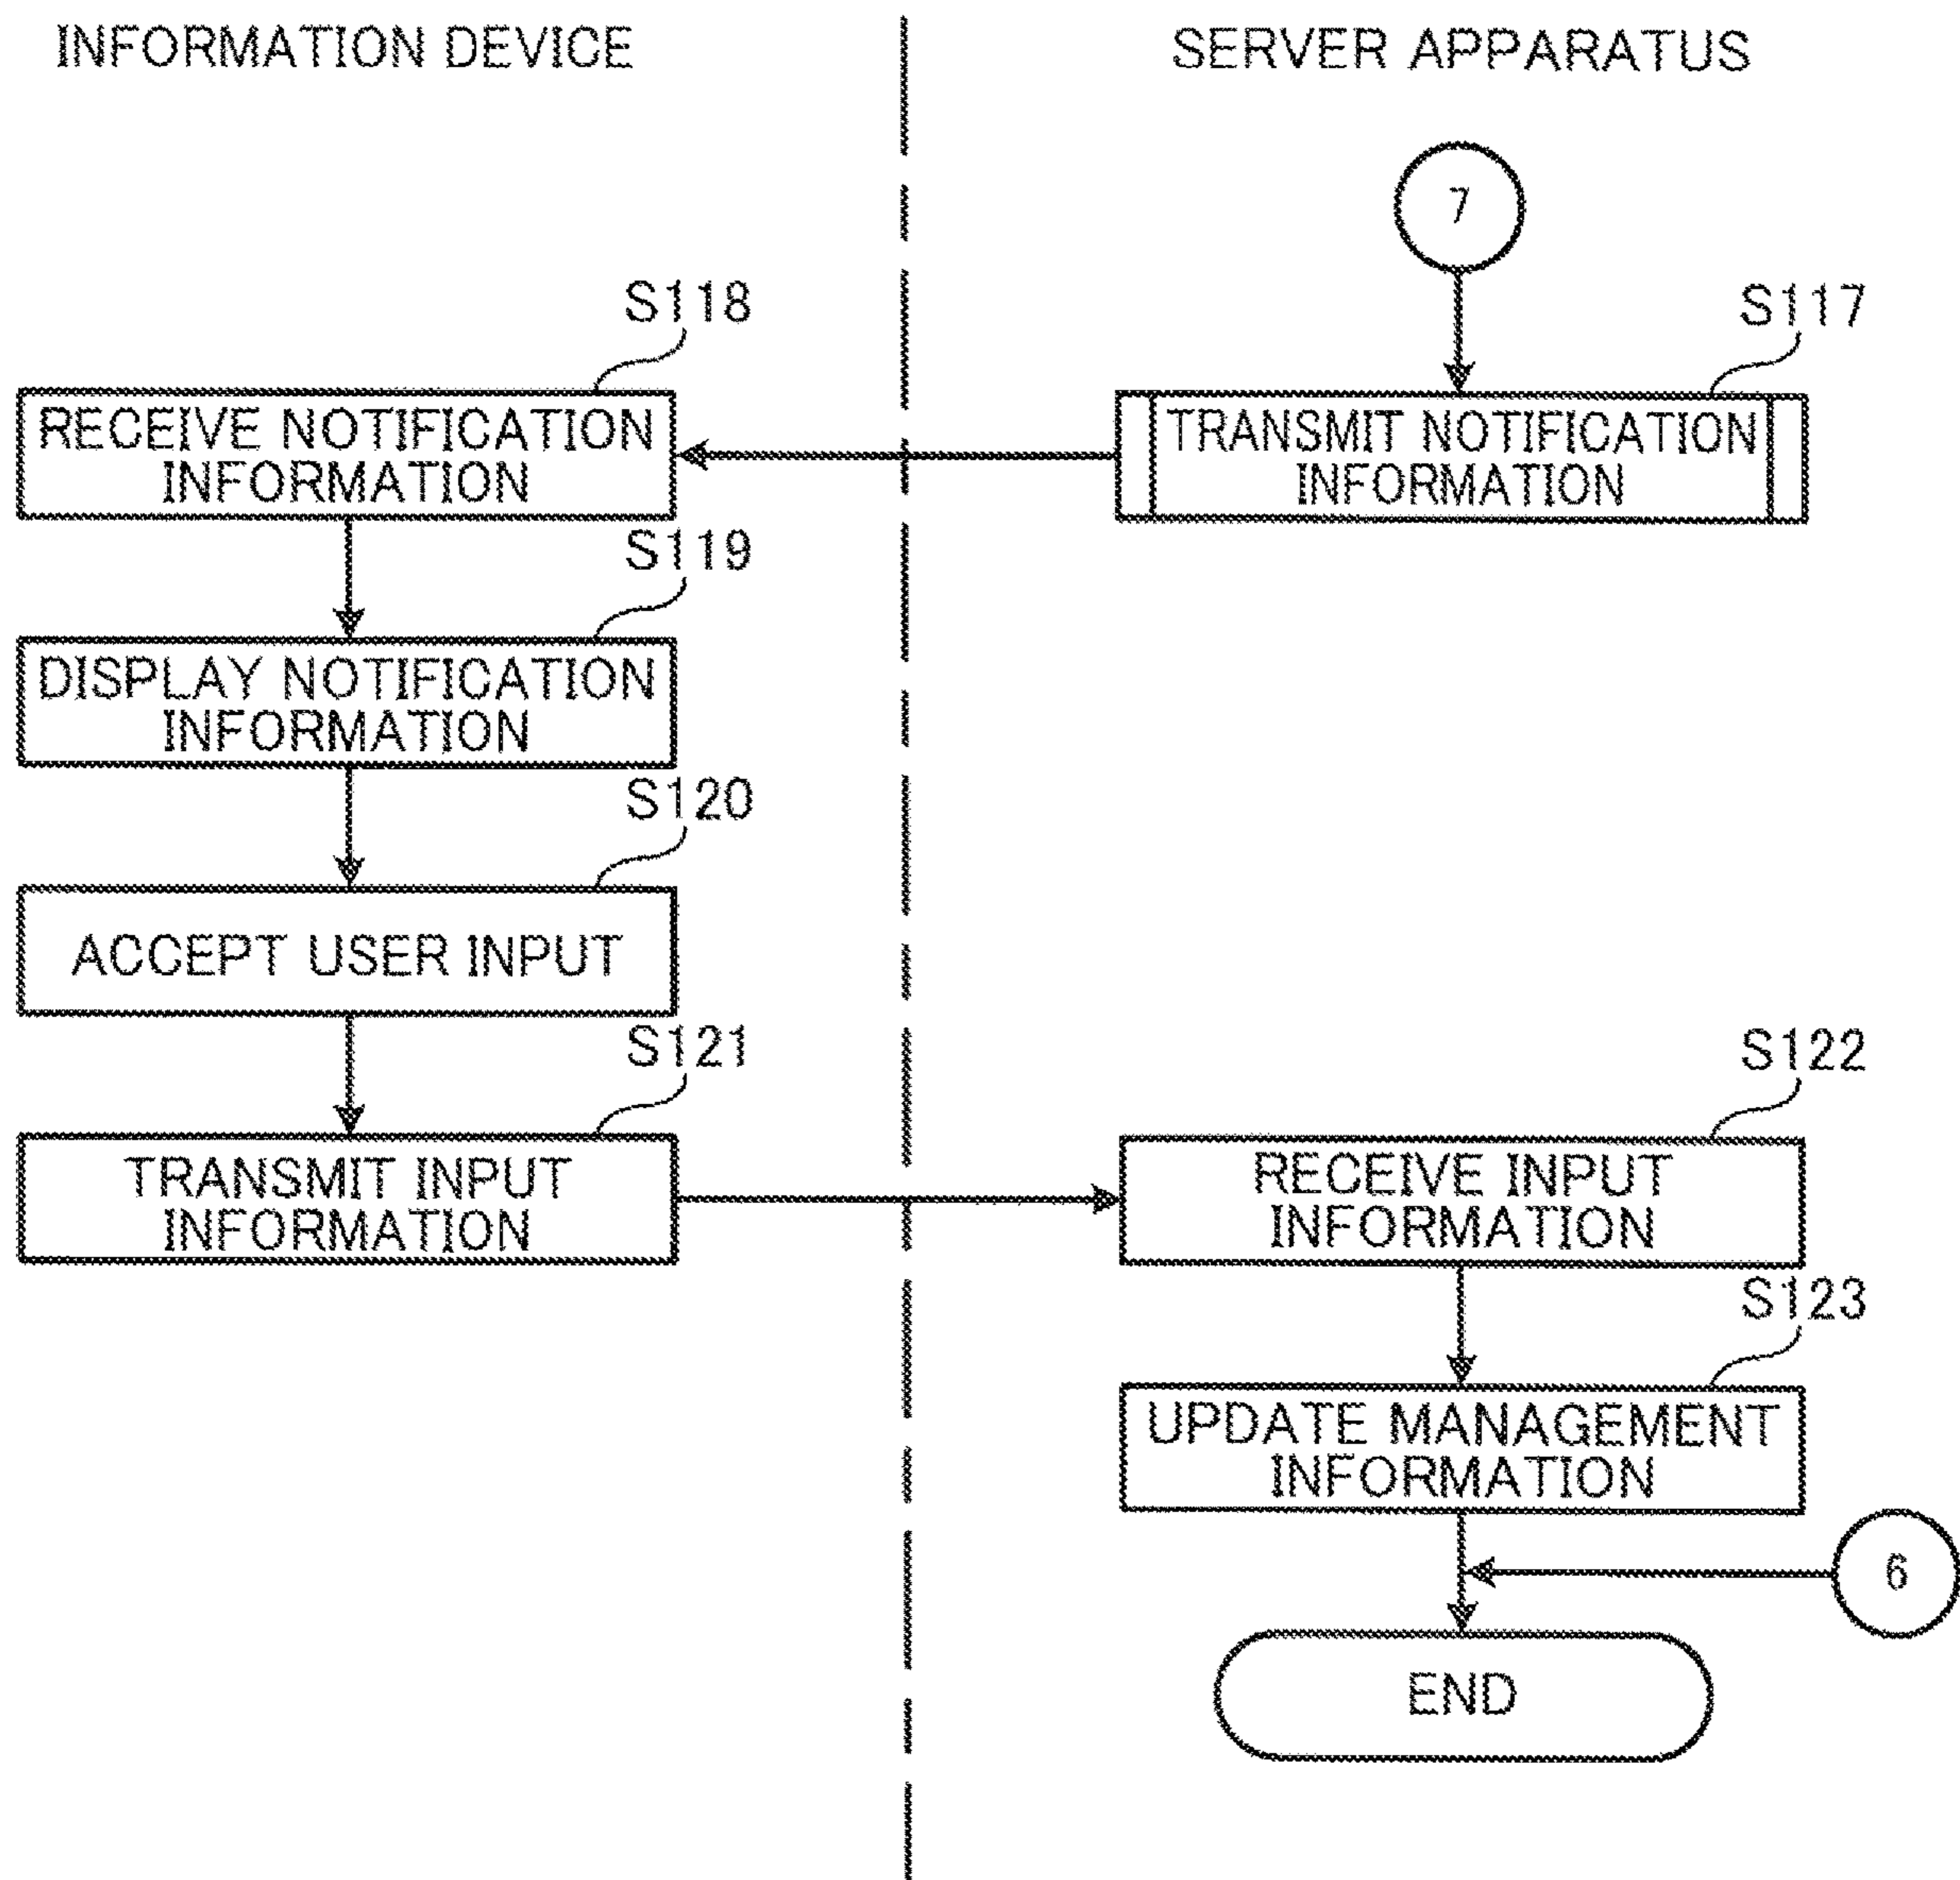 INFORMATION DEVICE
SERVER APPARATUS
7
S117
TRANSMIT NOTIFICATION
INFORMATION
S118
RECEIVE NOTIFICATION
INFORMATION
S119
DISPLAY NOTIFICATION
INFORMATION
S120
ACCEPT USER INPUT
S121
TRANSMIT INPUT
INFORMATION
S122
RECEIVE INPUT
INFORMATION
S123
UPDATE MANAGEMENT
INFORMATION
6
END